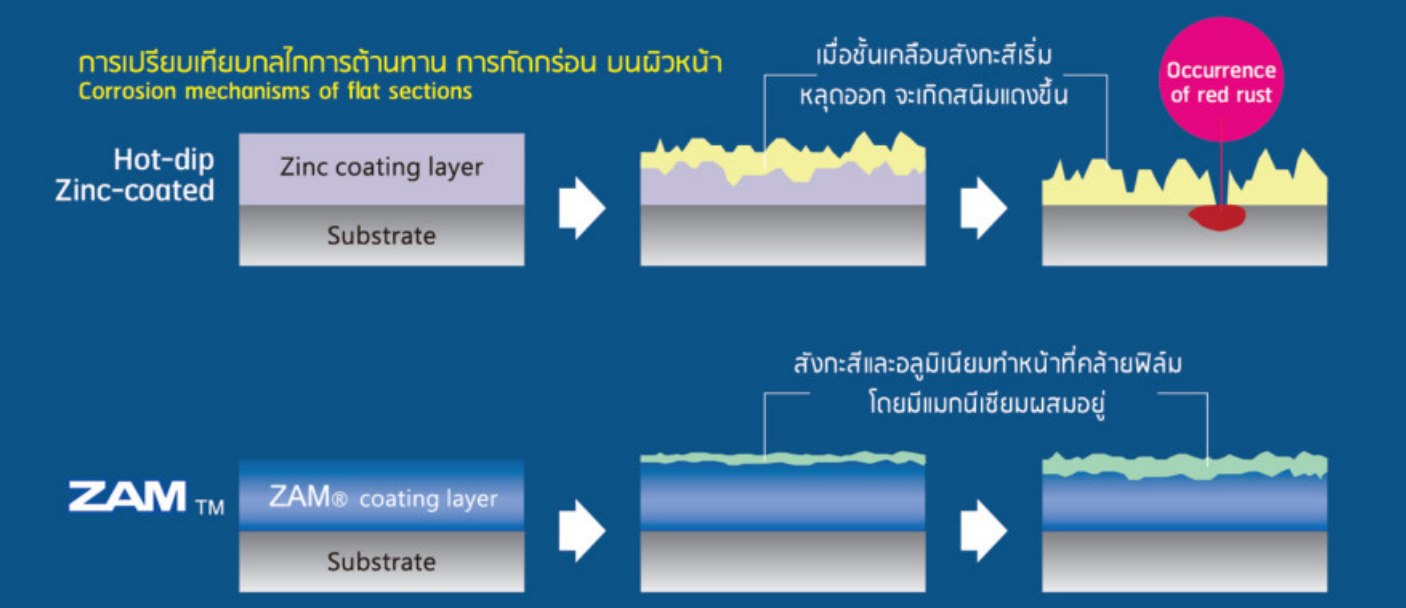 การเปรียบเทียบกลไกการต้านทาน การกัดกร่อน บนผิวหน้า
Corrosion mechanisms of flat sections
เมื่อชั้นเคลือบสังกะสีเริ่ม
หลุดออก จะเกิดสนิมแดงขึ้น
Occurrence
of red rust
Hot-dip
Zinc-coated
Zinc coating layer
Substrate
สังกะสีและอลูมิเนียมทำหน้าที่คล้ายฟิล์ม
โดยมีแมกนีเซียมผสมอยู่
ZAM TM
ZAM® coating layer
Substrate